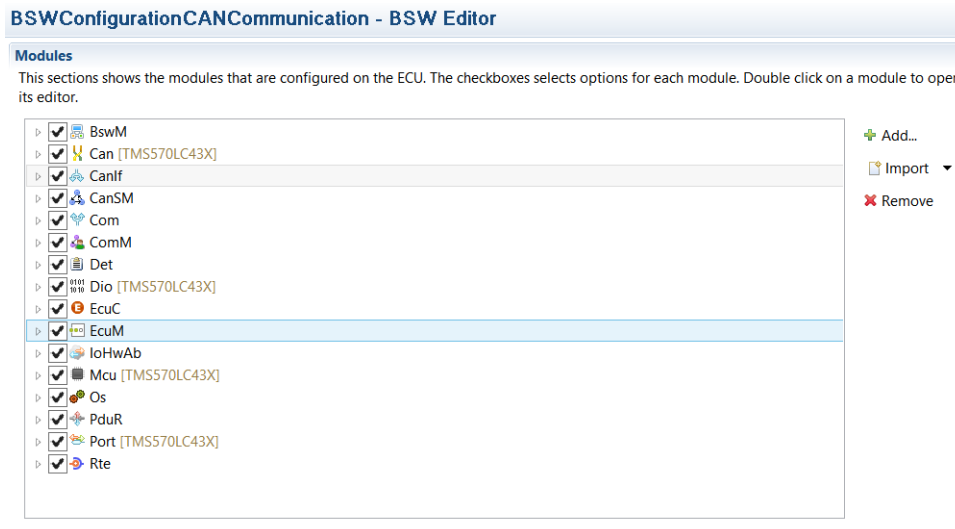 BSWConfigurationCANCommunication - BSW Editor
Modules
This sections shows the modules that are configured on the ECU. The checkboxes selects options for each module. Double click on a module to oper
its editor.
BswM
Add...
Can [TMS570LC43X]
CanIf
Import
CanSM
Remove
Com
ComM
Det
0101
1010
Dio [TMS570LC43X]
E
EcuC
EcuM
IoHwAb
Mcu [TMS570LC43X]
Os
PduR
Port [TMS570LC43X]
Rte